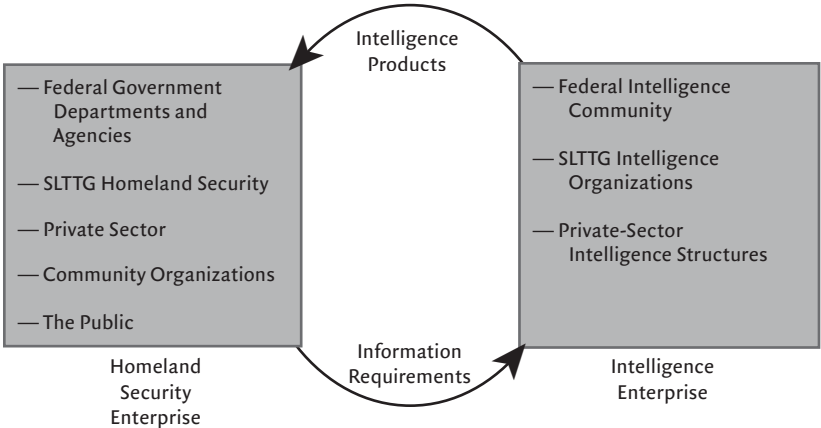 Intelligence
Products
— Federal Government
Departments and
Agencies
— SLTTG Homeland Security
— Private Sector
— Community Organizations
— The Public
— Federal Intelligence
Community
— SLTTG Intelligence
Organizations
— Private-Sector
Intelligence Structures
Information
Requirements
Homeland
Security
Enterprise
Intelligence
Enterprise